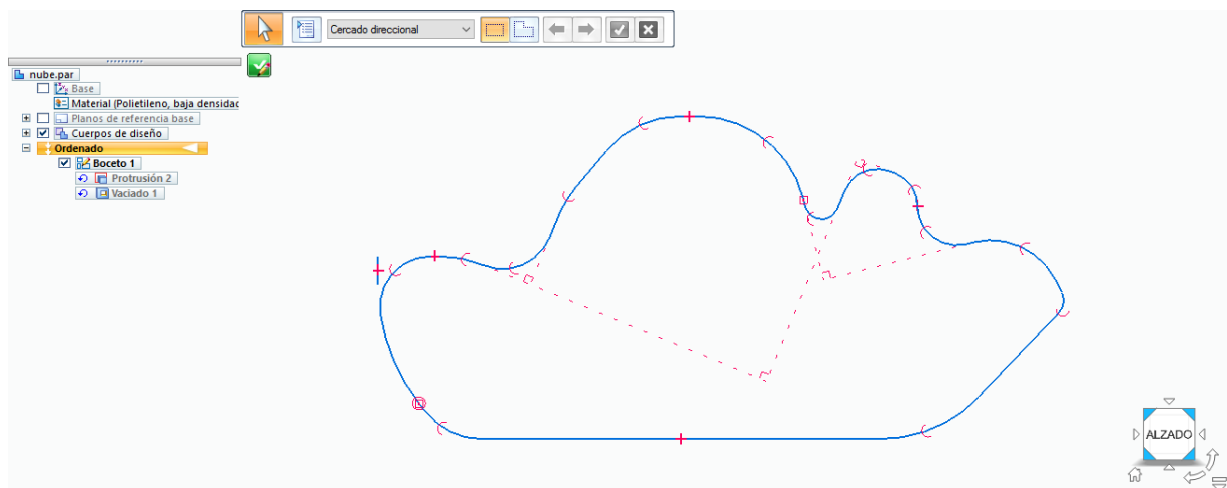 Cercado direccional
nube.par
Base
Material (Polietileno, baja densidac
Planos de referencia base
Cuerpos de diseño
Ordenado
Boceto 1
Protrusión 2
Vaciado 1
ALZADO